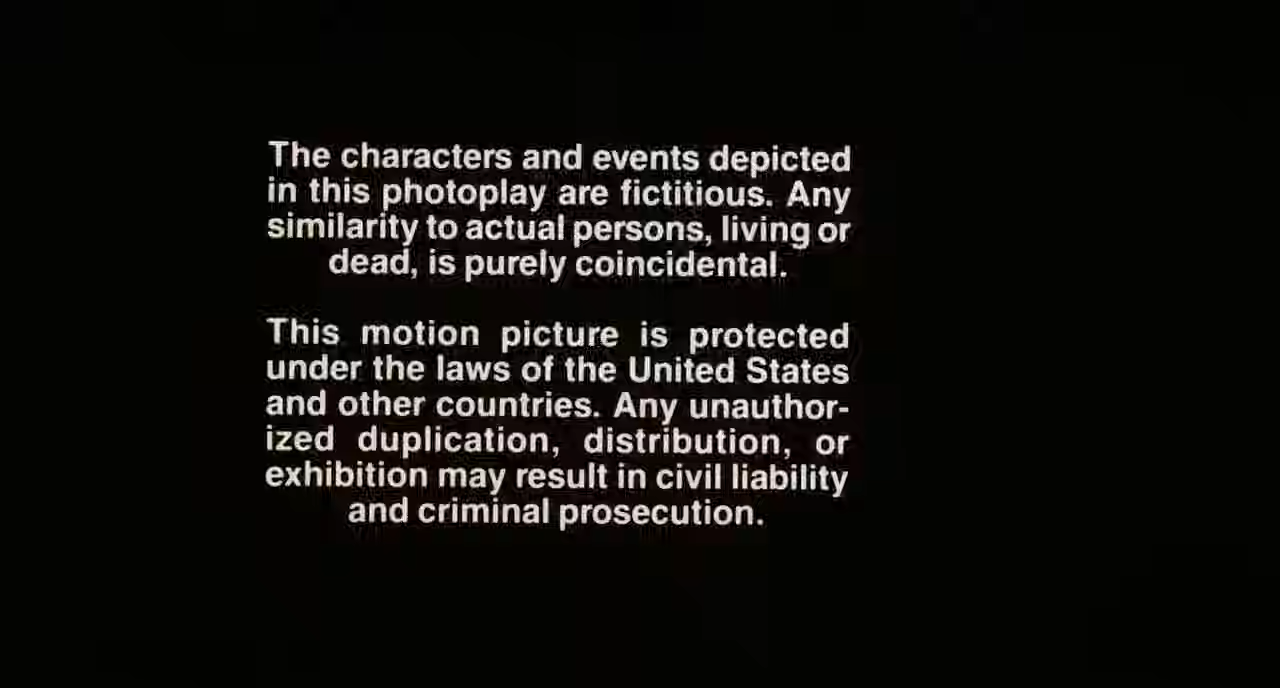 The characters and events depicted
in this photoplay are fictitious. Any
similarity to actual persons, living or
dead, is purely coincidental.
This motion picture is protected
under the laws of the United States
and other countries. Any unauthor-
ized duplication, distribution, or
exhibition may result in civil liability
and criminal prosecution.